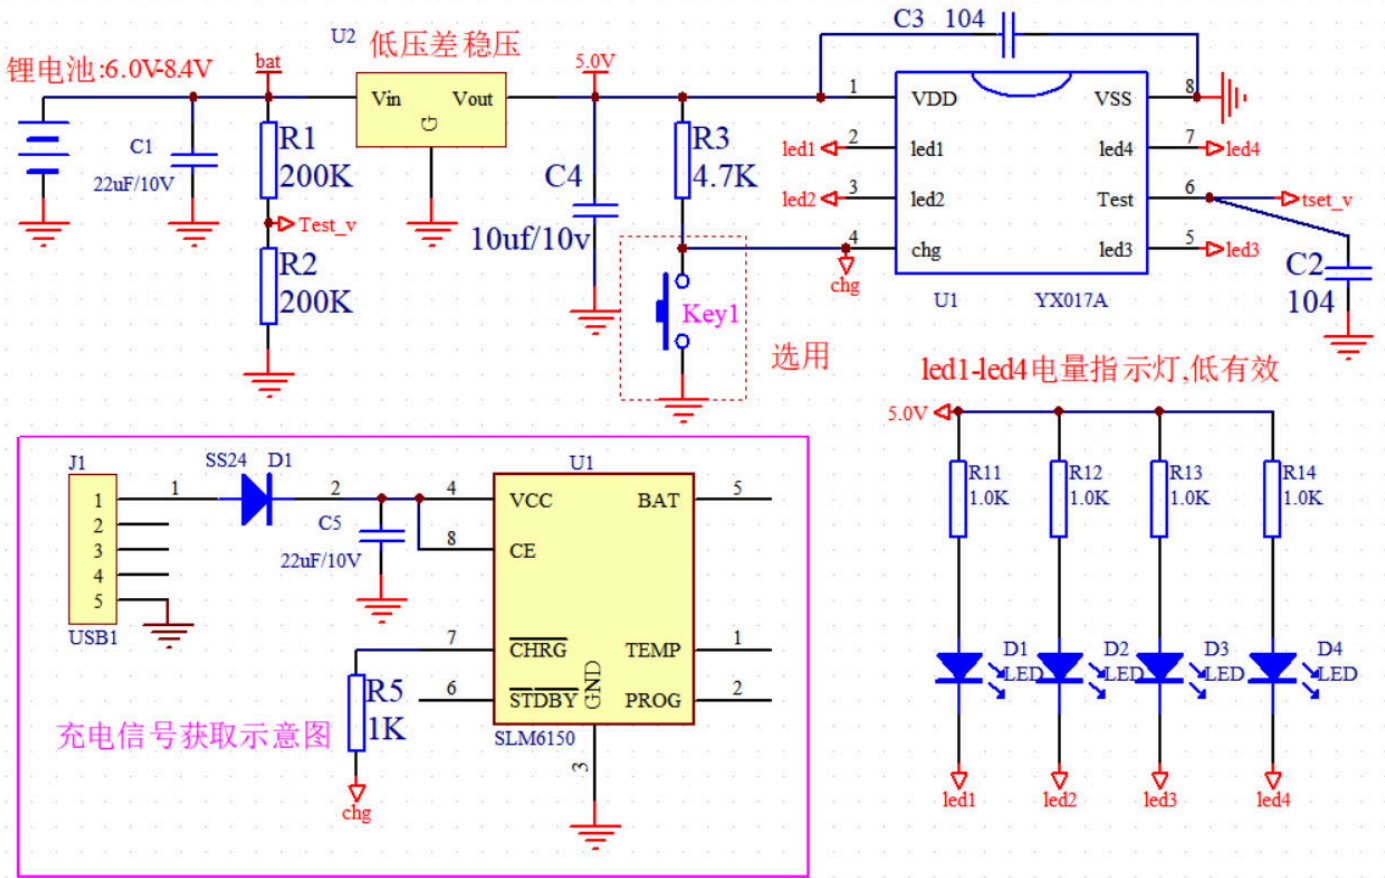 C3 104
U2 低压差稳压
锂电池:6.0V-8.4V
bat
5.0V
Vin
Vout
G
1
VDD
VSS
8
C1
22uF/10V
R1
200K
R3
4.7K
led1
2
led1
led4
7
led4
C4
10uf/10v
led2
3
led2
Test
6
tset_v
Test_v
R2
200K
4
chg
chg
led3
5
led3
C2
104
U1
YX017A
Key1
选用
led1-led4电量指示灯,低有效
5.0V
R11
1.0K
R12
1.0K
R13
1.0K
R14
1.0K
D1
LED
D2
LED
D3
LED
D4
LED
led1
led2
led3
led4
J1
1
2
3
4
5
USB1
1
SS24 D1
2
C5
22uF/10V
U1
4
VCC
BAT
5
8
CE
7
CHRG
TEMP
1
6
STDBY
GND
PROG
2
SLM6150
3
R5
1K
chg
充电信号获取示意图